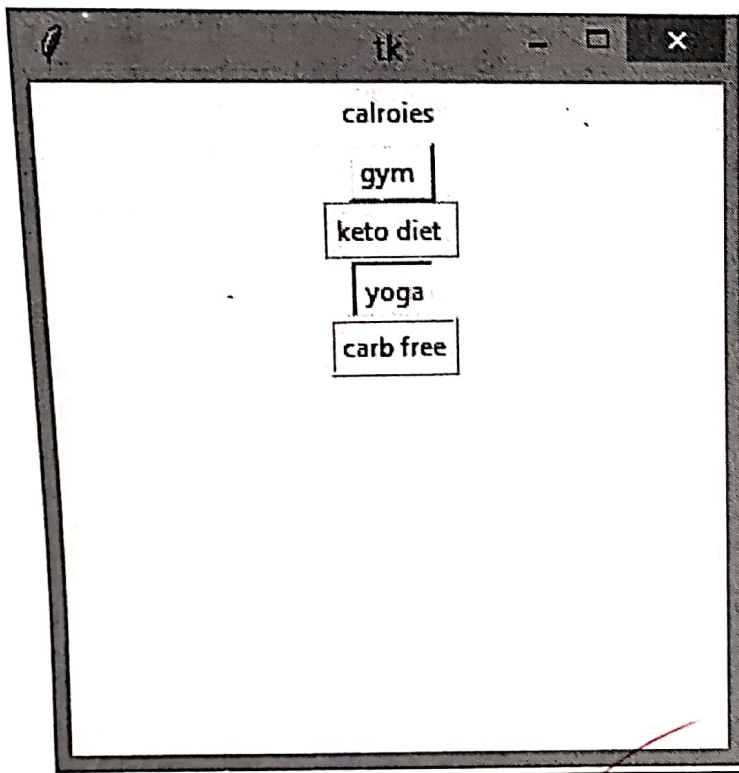 tk
calroies
gym
keto diet
yoga
carb free